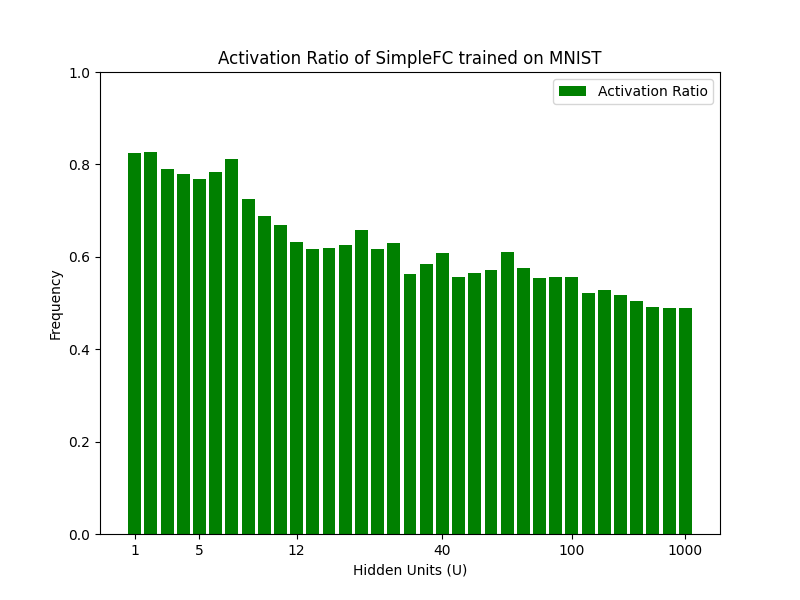 Activation Ratio of SimpleFC trained on MNIST
Activation Ratio
1.0
0.8
0.6
0.4
0.2
0.0
Frequency
1 5 12 40 100 1000
Hidden Units (U)